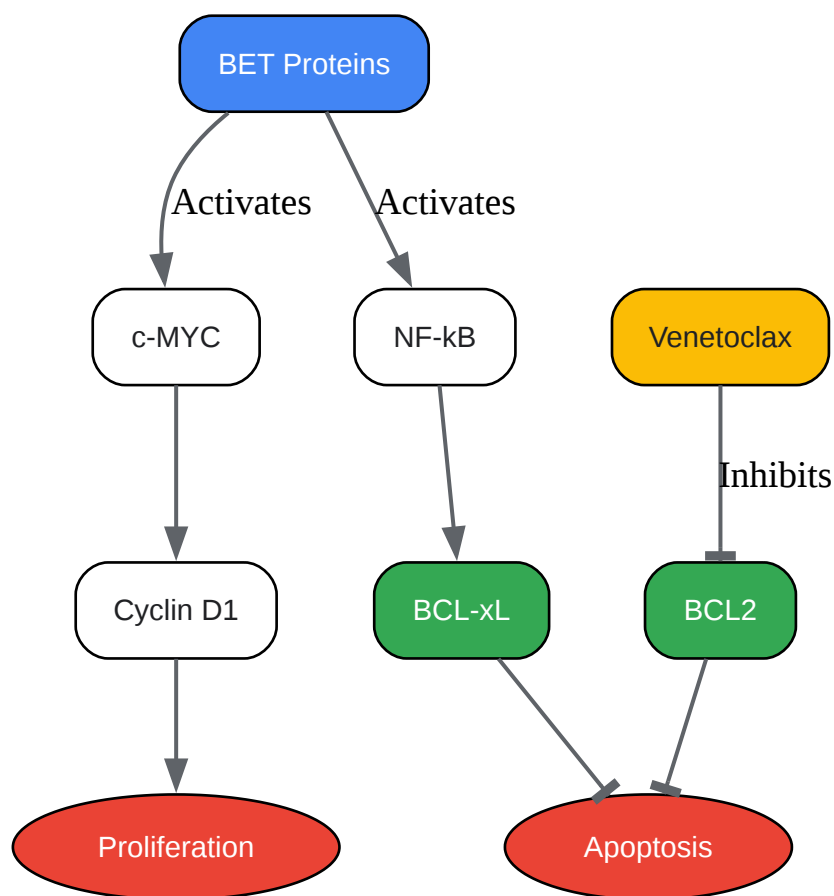 BET Proteins
Activates
Activates
c-MYC
NF-kB
Venetoclax
Inhibits
Cyclin D1
BCL-xL
BCL2
Proliferation
Apoptosis